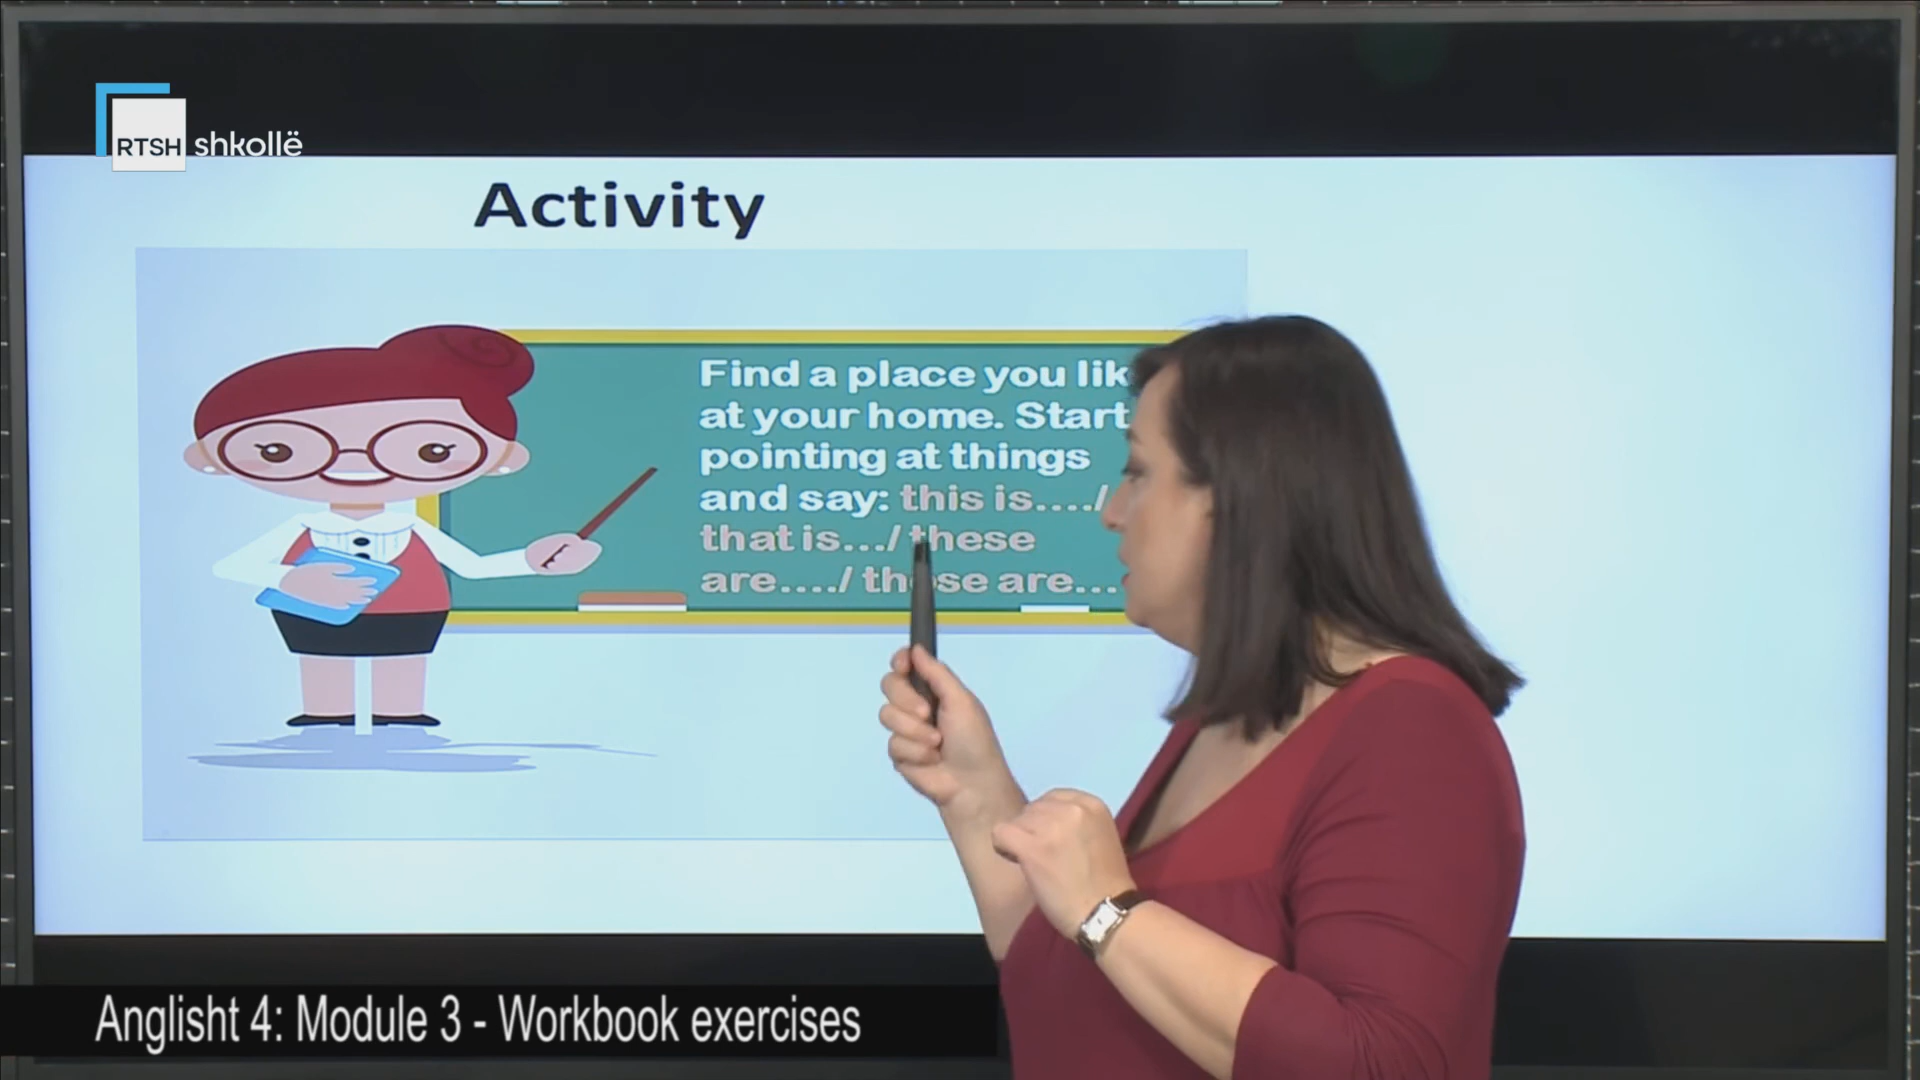 RTSH shkollë
Activity
Find a place you lik
at your home. Start
pointing at things
and say: this is..../
that is.../ these
are..../ those are...
Anglisht 4: Module 3 - Workbook exercises